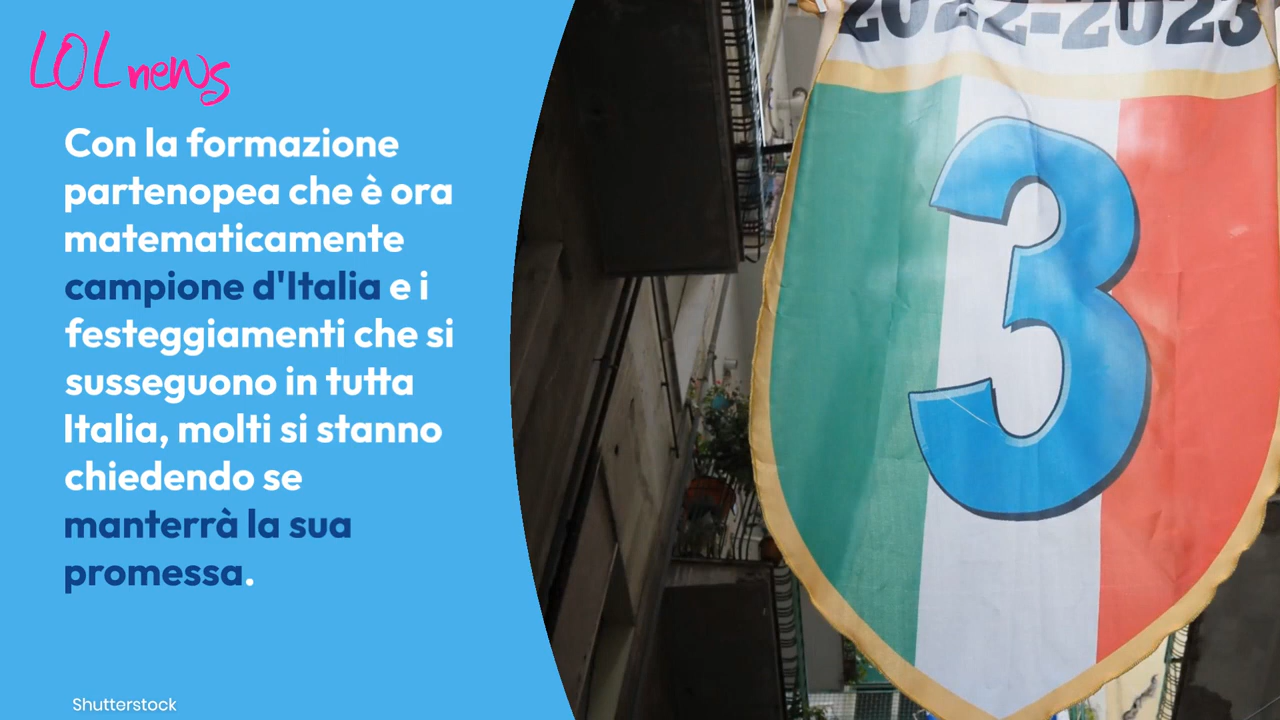 LOL news
2022-2023
Con la formazione
partenopea che è ora
matematicamente
campione d'Italia e i
festeggiamenti che si
susseguono in tutta
Italia, molti si stanno
chiedendo se
manterrà la sua
promessa.
3
Shutterstock